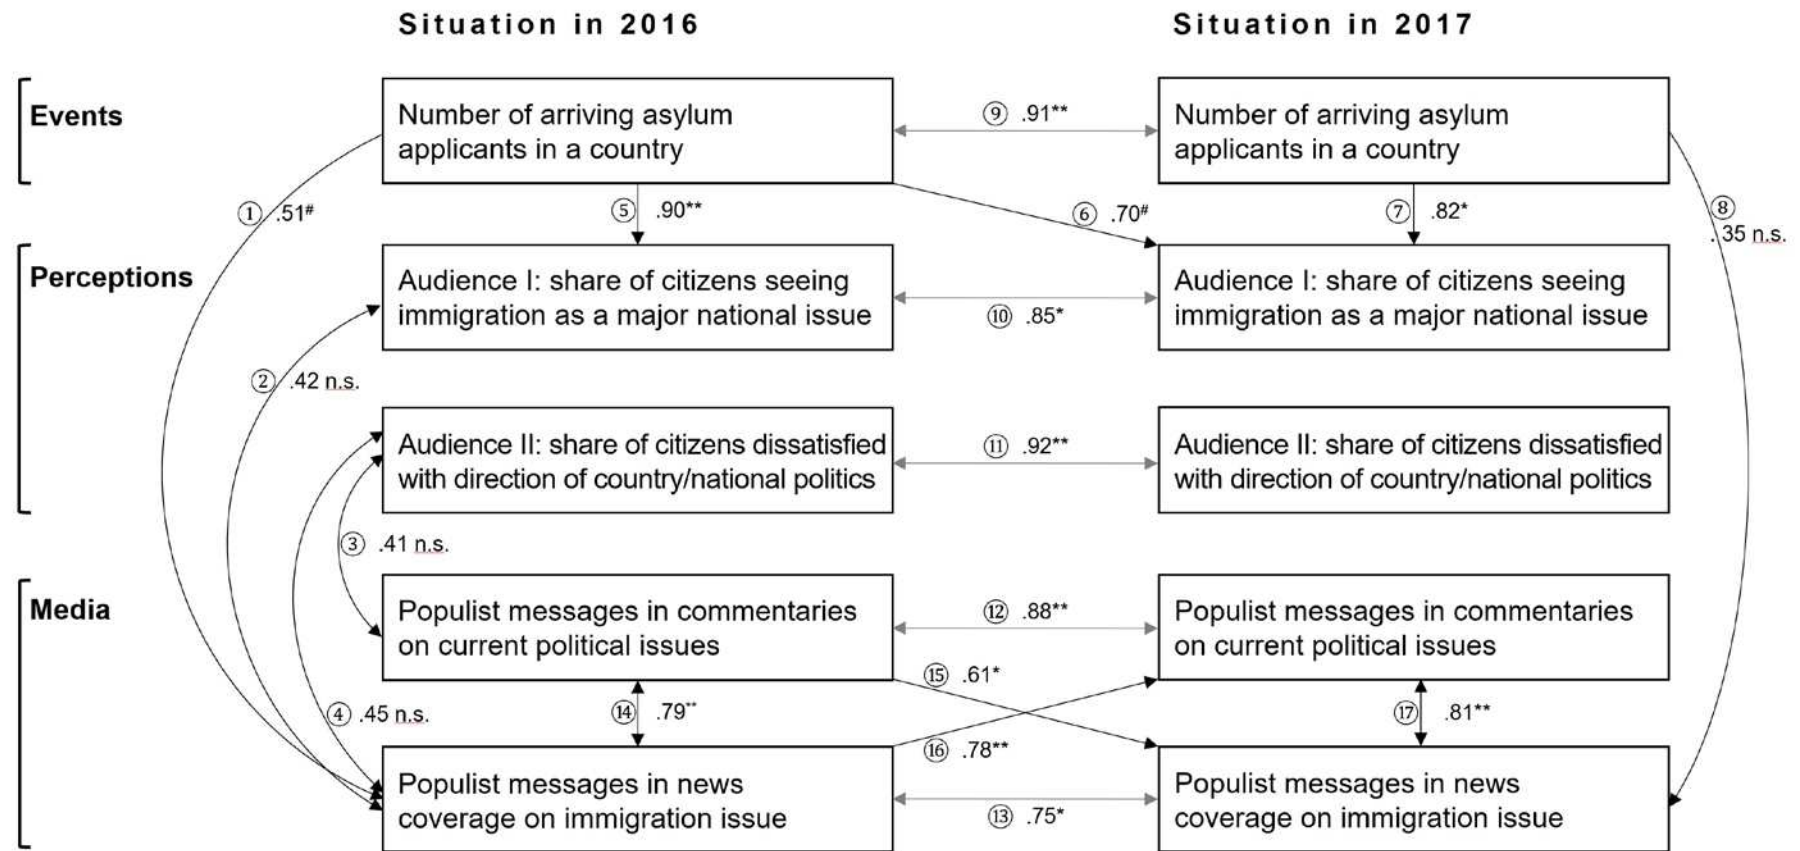 Situation in 2016
Situation in 2017
Events
Number of arriving asylum
applicants in a country
⑨ .91**
Number of arriving asylum
applicants in a country
① .51#
⑤ .90**
⑥ .70#
⑦ .82*
⑧
.35 n.s.
Perceptions
Audience I: share of citizens seeing
immigration as a major national issue
⑩ .85*
Audience I: share of citizens seeing
immigration as a major national issue
② .42 n.s.
Audience II: share of citizens dissatisfied
with direction of country/national politics
⑪ .92**
Audience II: share of citizens dissatisfied
with direction of country/national politics
③ .41 n.s.
Media
Populist messages in commentaries
on current political issues
⑫ .88**
Populist messages in commentaries
on current political issues
④ .45 n.s.
⑭ .79**
⑮ .61*
⑯ .78**
⑰ .81**
Populist messages in news
coverage on immigration issue
⑬ .75*
Populist messages in news
coverage on immigration issue